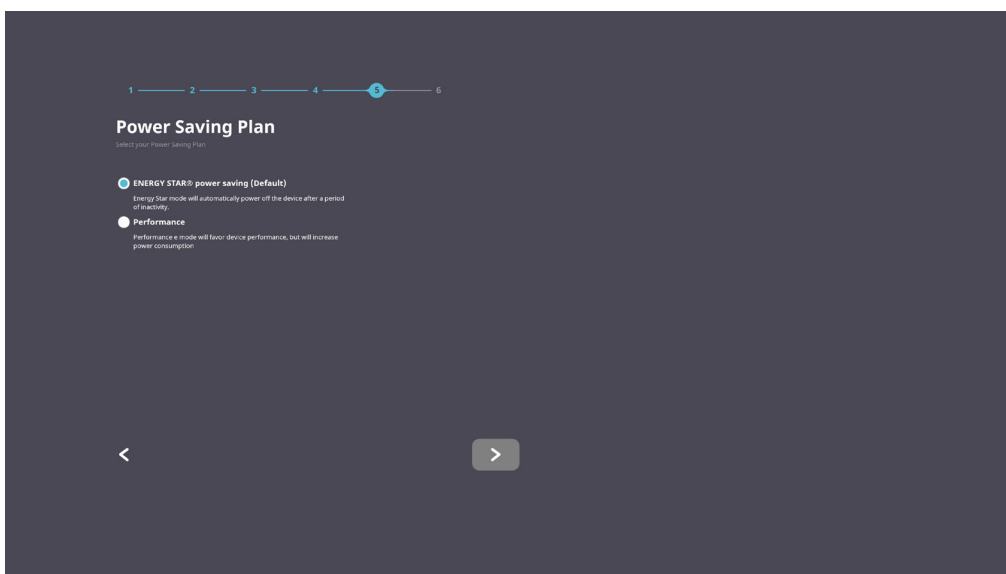 1 2 3 4 5 6
Power Saving Plan
Select your Power Saving Plan
ENERGY STAR® power saving (Default)
Energy Star mode will automatically power off the device after a period
of inactivity.
Performance
Performance e mode will favor device performance, but will increase
power consumption